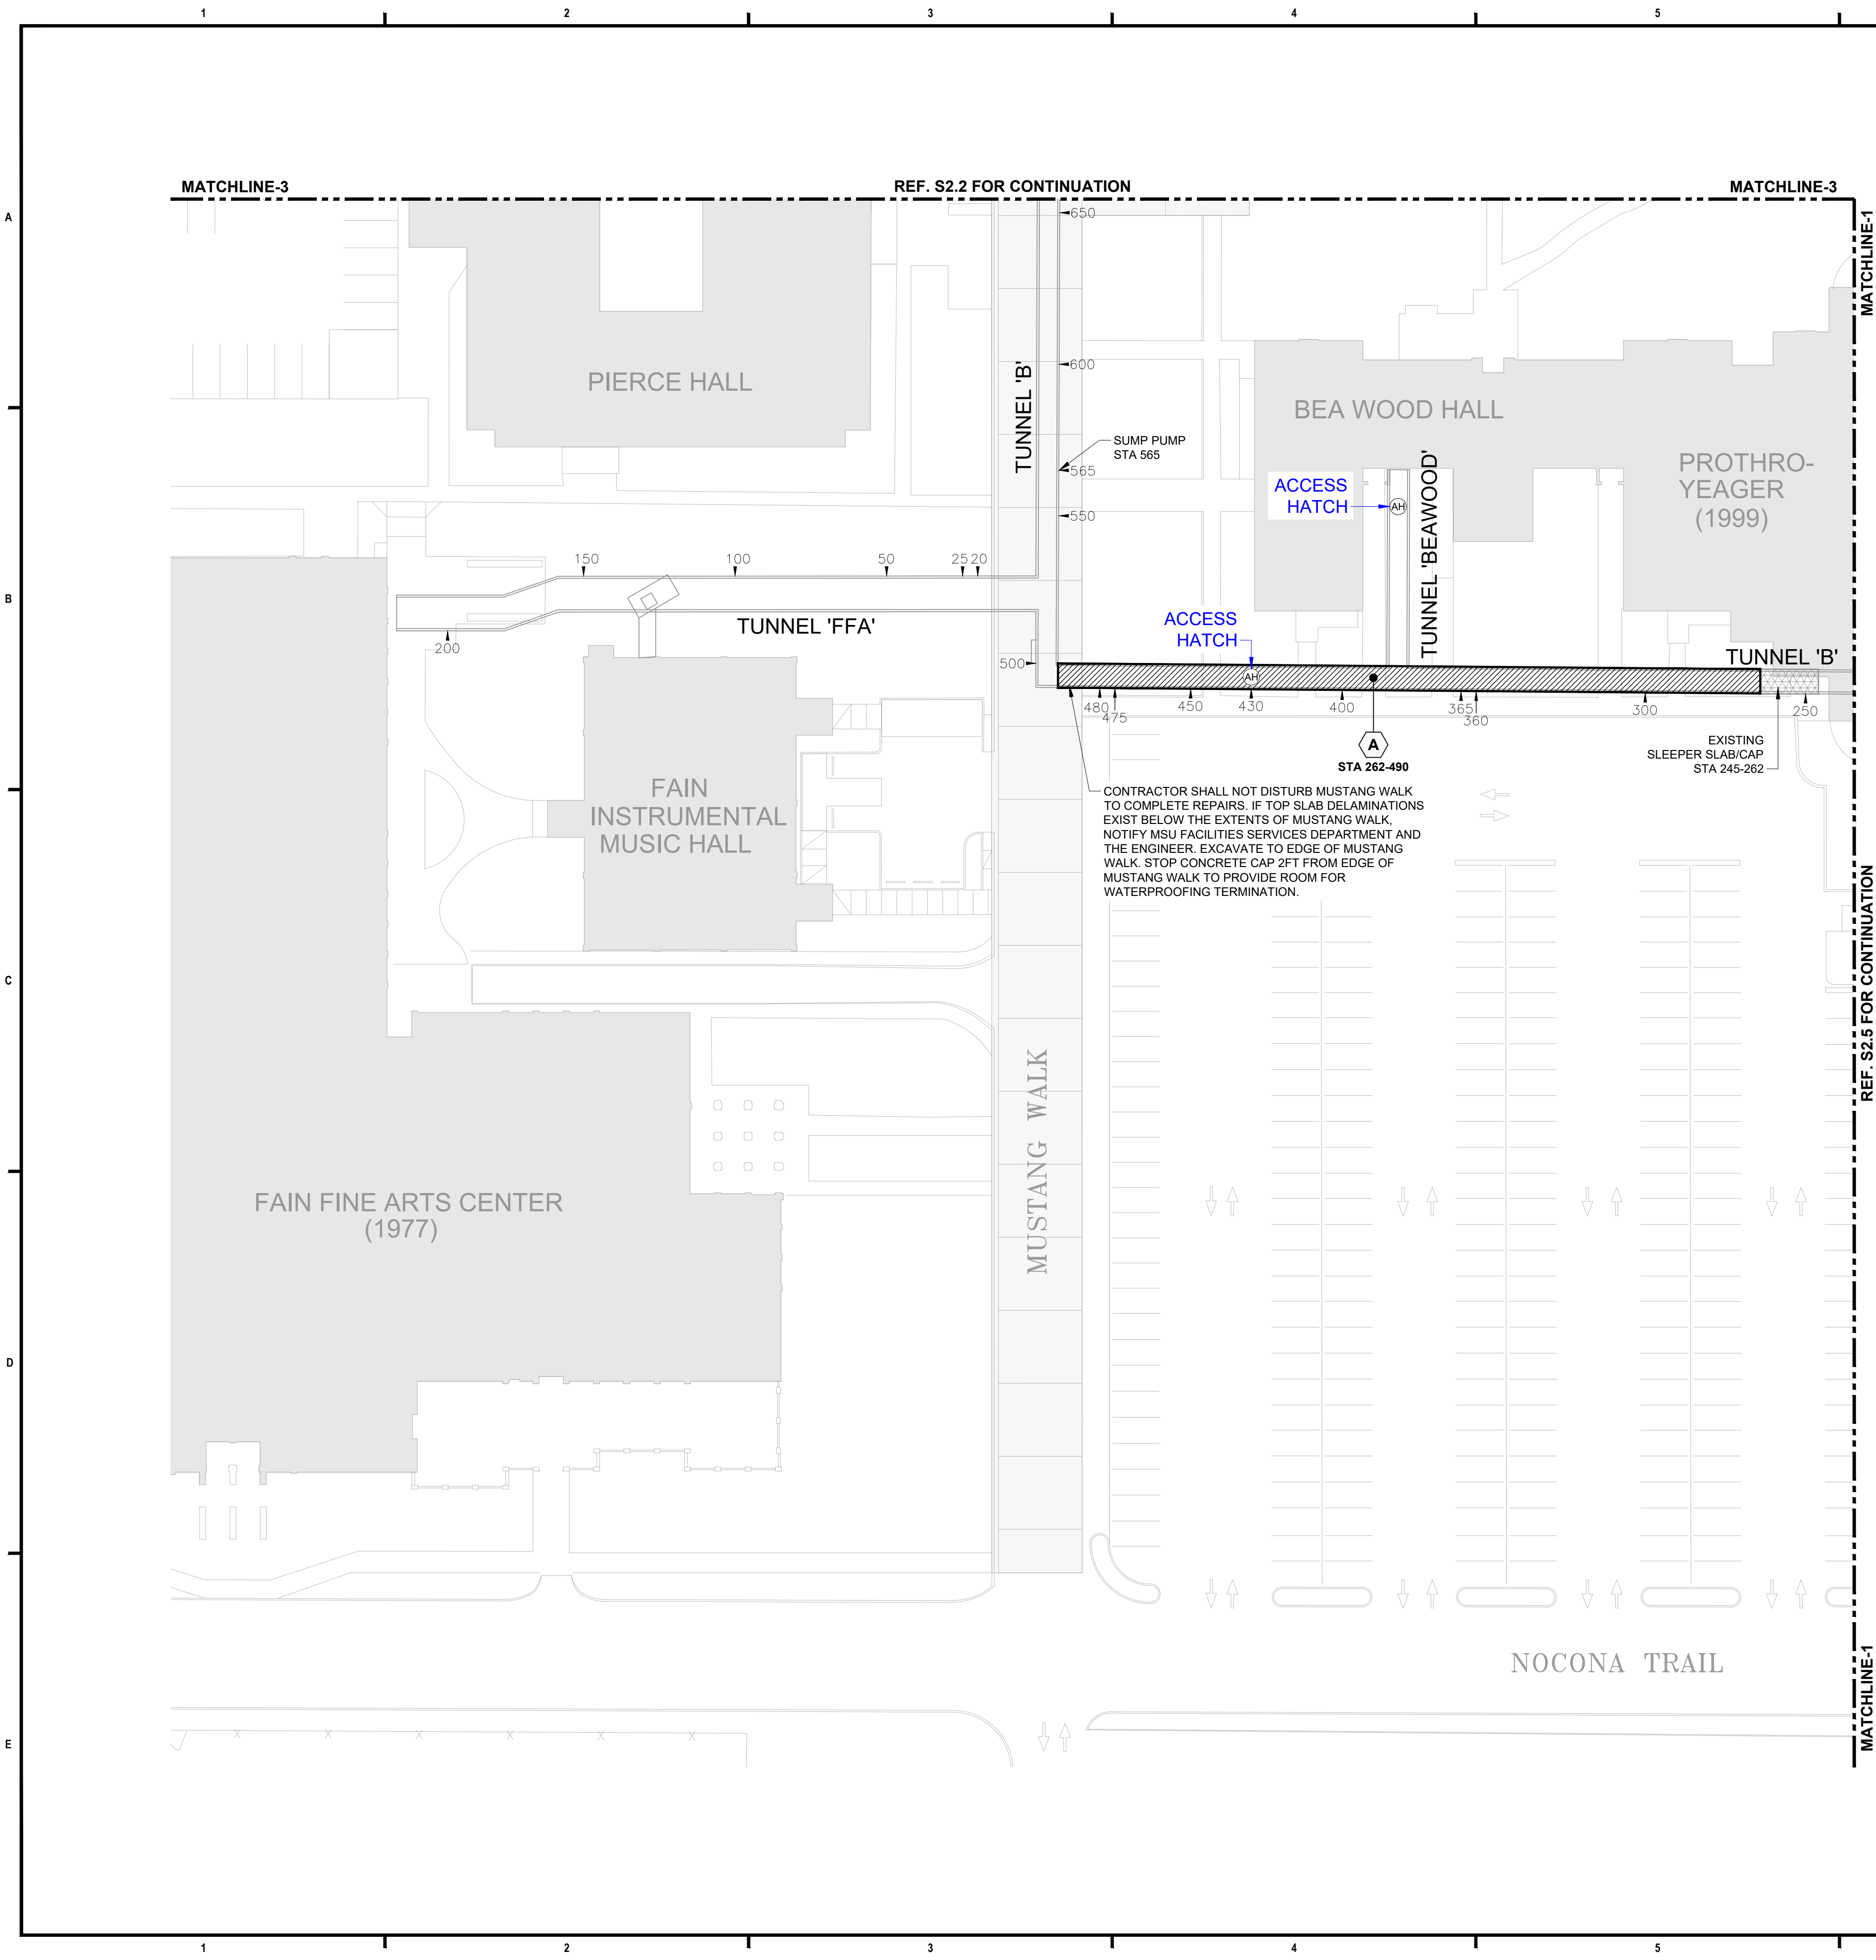 1 2 3 4 5
MATCHLINE-3 REF. S2.2 FOR CONTINUATION MATCHLINE-3
A
MATCHLINE-1
650
PIERCE HALL
TUNNEL 'B'
600
BEA WOOD HALL
SUMP PUMP
STA 565
565
PROTHRO-
YEAGER
(1999)
ACCESS
HATCH
AH
TUNNEL 'BEAWOOD'
550
150 100 50 25 20
B
TUNNEL 'FFA'
200
ACCESS
HATCH
AH
500
TUNNEL 'B'
480 475 450 430 400 365 360 300 250
A
STA 262-490
EXISTING
SLEEPER SLAB/CAP
STA 245-262
CONTRACTOR SHALL NOT DISTURB MUSTANG WALK
TO COMPLETE REPAIRS. IF TOP SLAB DELAMINATIONS
EXIST BELOW THE EXTENTS OF MUSTANG WALK,
NOTIFY MSU FACILITIES SERVICES DEPARTMENT AND
THE ENGINEER. EXCAVATE TO EDGE OF MUSTANG
WALK. STOP CONCRETE CAP 2FT FROM EDGE OF
MUSTANG WALK TO PROVIDE ROOM FOR
WATERPROOFING TERMINATION.
FAIN
INSTRUMENTAL
MUSIC HALL
C
REF. S2.5 FOR CONTINUATION
MUSTANG WALK
FAIN FINE ARTS CENTER
(1977)
D
NOCONA TRAIL
MATCHLINE-1
E
1 2 3 4 5